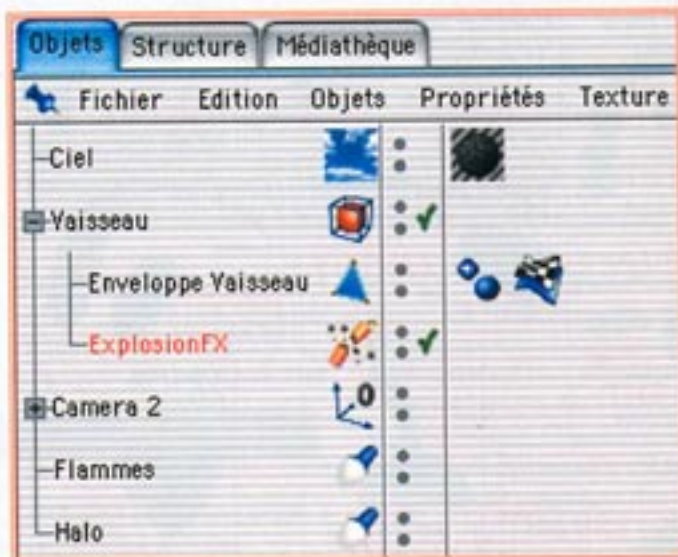 Objets Structure Médiathèque
Fichier Edition Objets Propriétés Texture
Ciel
Vaisseau
Enveloppe Vaisseau
ExplosionFX
Camera 2
Flammes
Halo